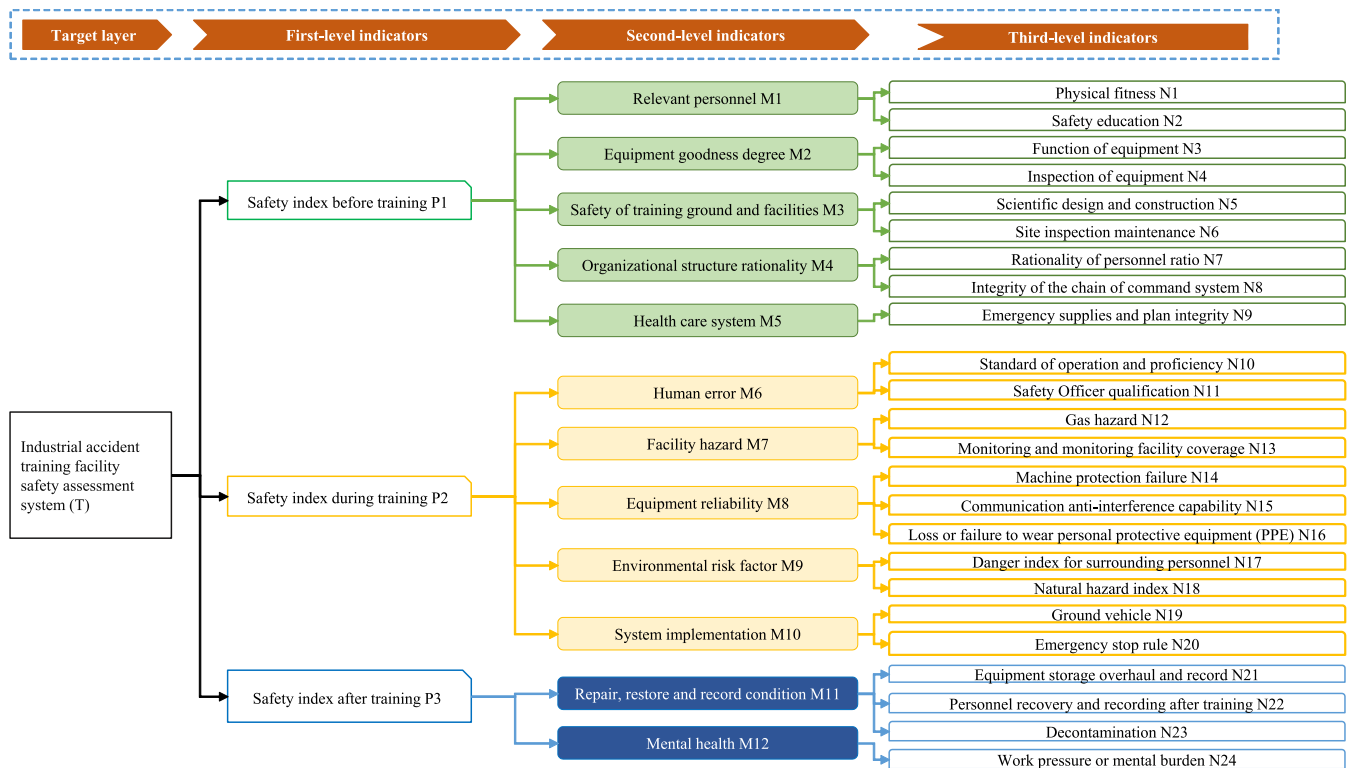 Target layer
First-level indicators
Second-level indicators
Third-level indicators
Relevant personnel M1
Physical fitness N1
Safety education N2
Equipment goodness degree M2
Function of equipment N3
Inspection of equipment N4
Safety index before training P1
Safety of training ground and facilities M3
Scientific design and construction N5
Site inspection maintenance N6
Organizational structure rationality M4
Rationality of personnel ratio N7
Integrity of the chain of command system N8
Health care system M5
Emergency supplies and plan integrity N9
Industrial accident
training facility
safety assessment
system (T)
Human error M6
Standard of operation and proficiency N10
Safety Officer qualification N11
Facility hazard M7
Gas hazard N12
Monitoring and monitoring facility coverage N13
Safety index during training P2
Equipment reliability M8
Machine protection failure N14
Communication anti-interference capability N15
Loss or failure to wear personal protective equipment (PPE) N16
Environmental risk factor M9
Danger index for surrounding personnel N17
Natural hazard index N18
System implementation M10
Ground vehicle N19
Emergency stop rule N20
Safety index after training P3
Repair, restore and record condition M11
Equipment storage overhaul and record N21
Personnel recovery and recording after training N22
Decontamination N23
Mental health M12
Work pressure or mental burden N24